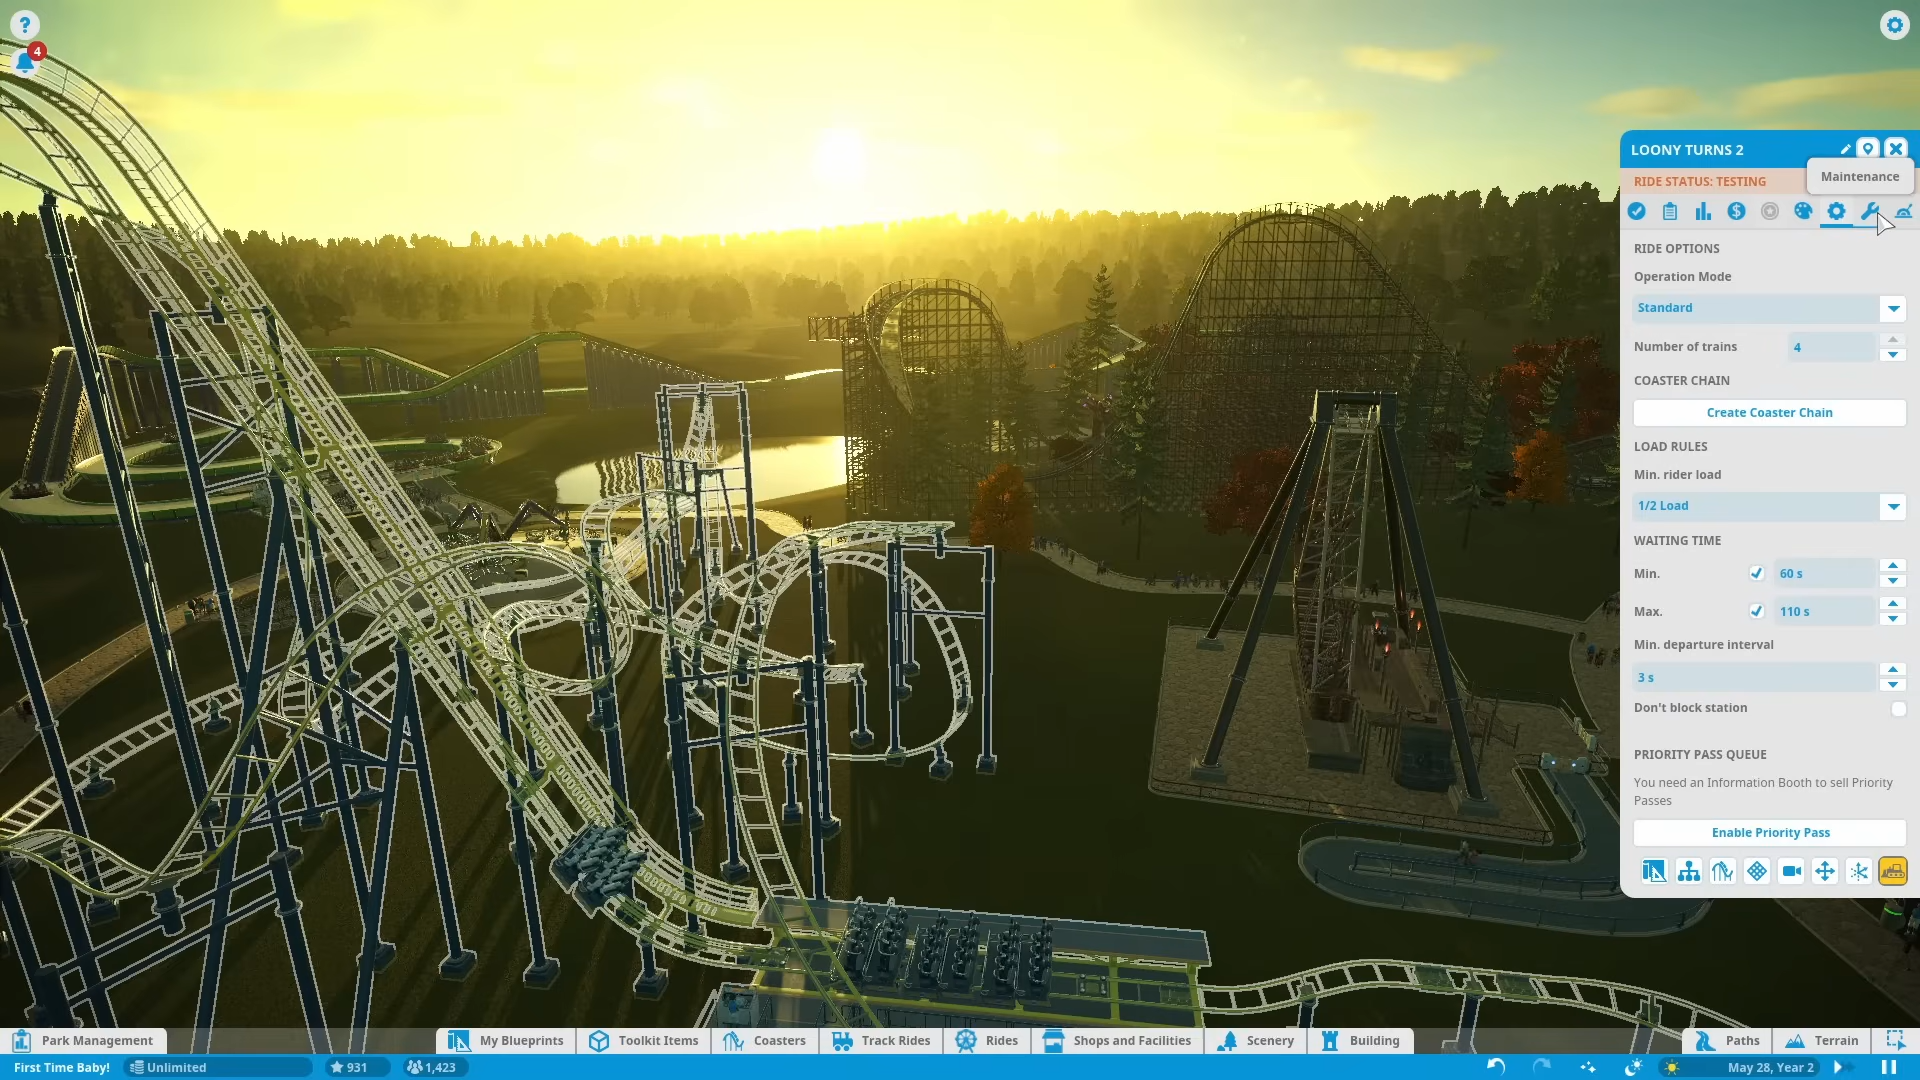 ?
4
LOONY TURNS 2
Maintenance
RIDE STATUS: TESTING
RIDE OPTIONS
Operation Mode
Standard
Number of trains 4
COASTER CHAIN
Create Coaster Chain
LOAD RULES
Min. rider load
1/2 Load
WAITING TIME
Min. 60 s
Max. 110 s
Min. departure interval
3 s
Don't block station
PRIORITY PASS QUEUE
You need an Information Booth to sell Priority
Passes
Enable Priority Pass
Park Management My Blueprints Toolkit Items Coasters Track Rides Rides Shops and Facilities Scenery Building Paths Terrain
First Time Baby! Unlimited 931 1,423 May 28, Year 2